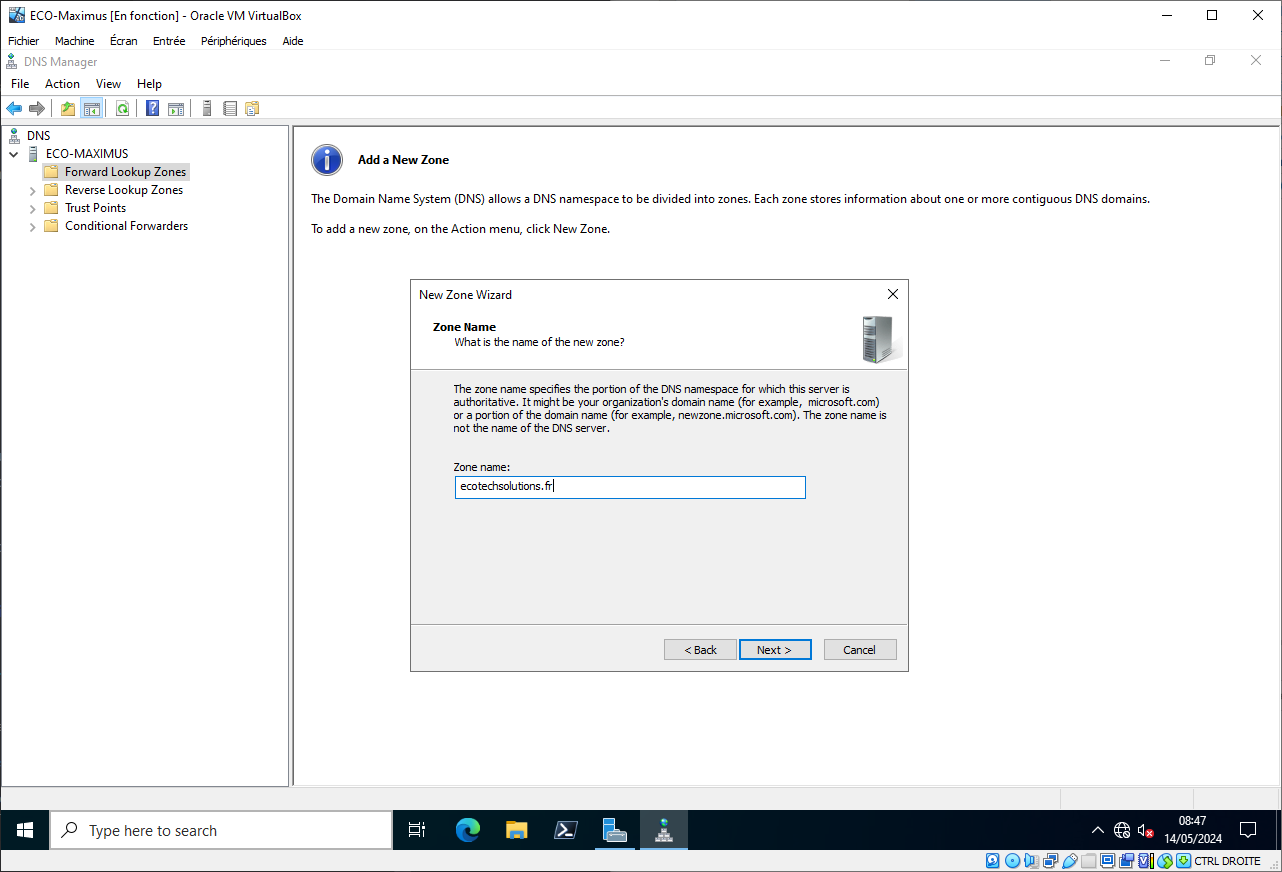 ECO-Maximus [En fonction] - Oracle VM VirtualBox
Fichier Machine Écran Entrée Périphériques Aide
DNS Manager
File Action View Help
DNS
ECO-MAXIMUS
Forward Lookup Zones
Reverse Lookup Zones
Trust Points
Conditional Forwarders
Add a New Zone
The Domain Name System (DNS) allows a DNS namespace to be divided into zones. Each zone stores information about one or more contiguous DNS domains.
To add a new zone, on the Action menu, click New Zone.
New Zone Wizard
Zone Name
What is the name of the new zone?
The zone name specifies the portion of the DNS namespace for which this server is
authoritative. It might be your organization's domain name (for example, microsoft.com)
or a portion of the domain name (for example, newzone.microsoft.com). The zone name is
not the name of the DNS server.
Zone name:
ecotechsolutions.fr
< Back Next > Cancel
Type here to search
08:47
14/05/2024
CTRL DROITE